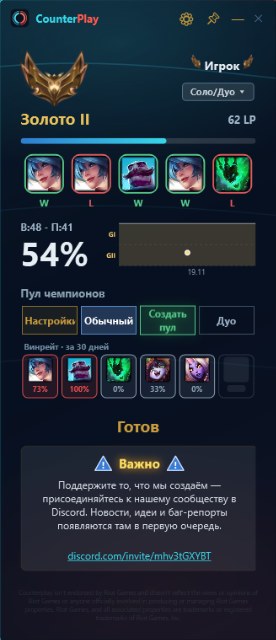 CounterPlay
Игрок
Соло/Дуо
Золото II
62 LP
W L W W L
В:48 - П:41
54%
GI
GII
19.11
Пул чемпионов
Настройки Обычный Создать пул Дуо
Винрейт - за 30 дней
73% 100% 0% 33% 0%
Готов
Важно
Поддержите то, что мы создаём —
присоединяйтесь к нашему сообществу в
Discord. Новости, идеи и баг-репорты
появляются там в первую очередь.
discord.com/invite/mhv3tGXYBT